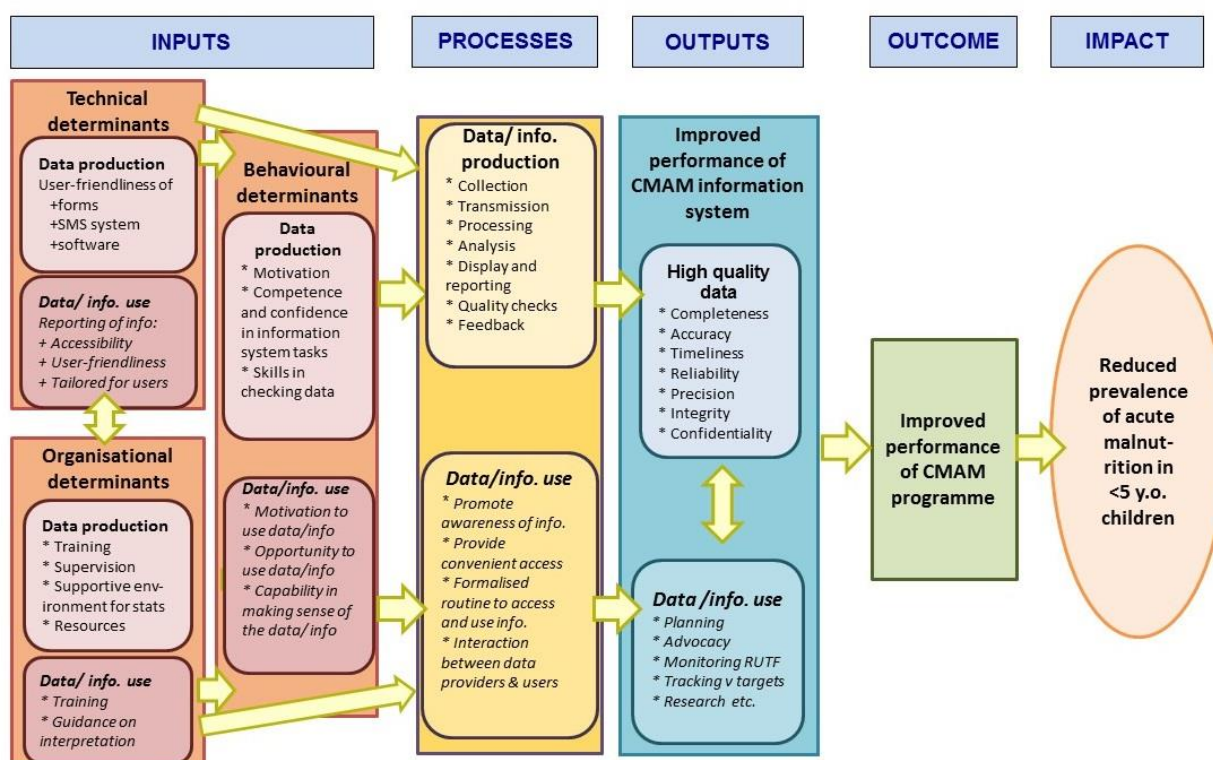 INPUTS
PROCESSES
OUTPUTS
OUTCOME
IMPACT
Technical
determinants
Data production
User-friendliness of
+forms
+SMS system
+software
Data/ info. use
Reporting of info:
+ Accessibility
+ User-friendliness
+ Tailored for users
Organisational
determinants
Data production
* Training
* Supervision
* Supportive env-
ironment for stats
* Resources
Data/ info. use
* Training
* Guidance on
interpretation
Behavioural
determinants
Data
production
* Motivation
* Competence
and confidence
in information
system tasks
* Skills in
checking data
Data/info. use
* Motivation to
use data/info
* Opportunity to
use data/info
* Capability in
making sense of
the data/info
Data/ info.
production
* Collection
* Transmission
* Processing
* Analysis
* Display and
reporting
* Quality checks
* Feedback
Data/info. use
* Promote
awareness of info.
* Provide
convenient access
* Formalised
routine to access
and use info.
* Interaction
between data
providers & users
Improved
performance of
CMAM information
system
High quality
data
* Completeness
* Accuracy
* Timeliness
* Reliability
* Precision
* Integrity
* Confidentiality
Data /info. use
* Planning
* Advocacy
* Monitoring RUTF
* Tracking v targets
* Research etc.
Improved
performance
of CMAM
programme
Reduced
prevalence
of acute
malnut-
rition in
<5 y.o.
children